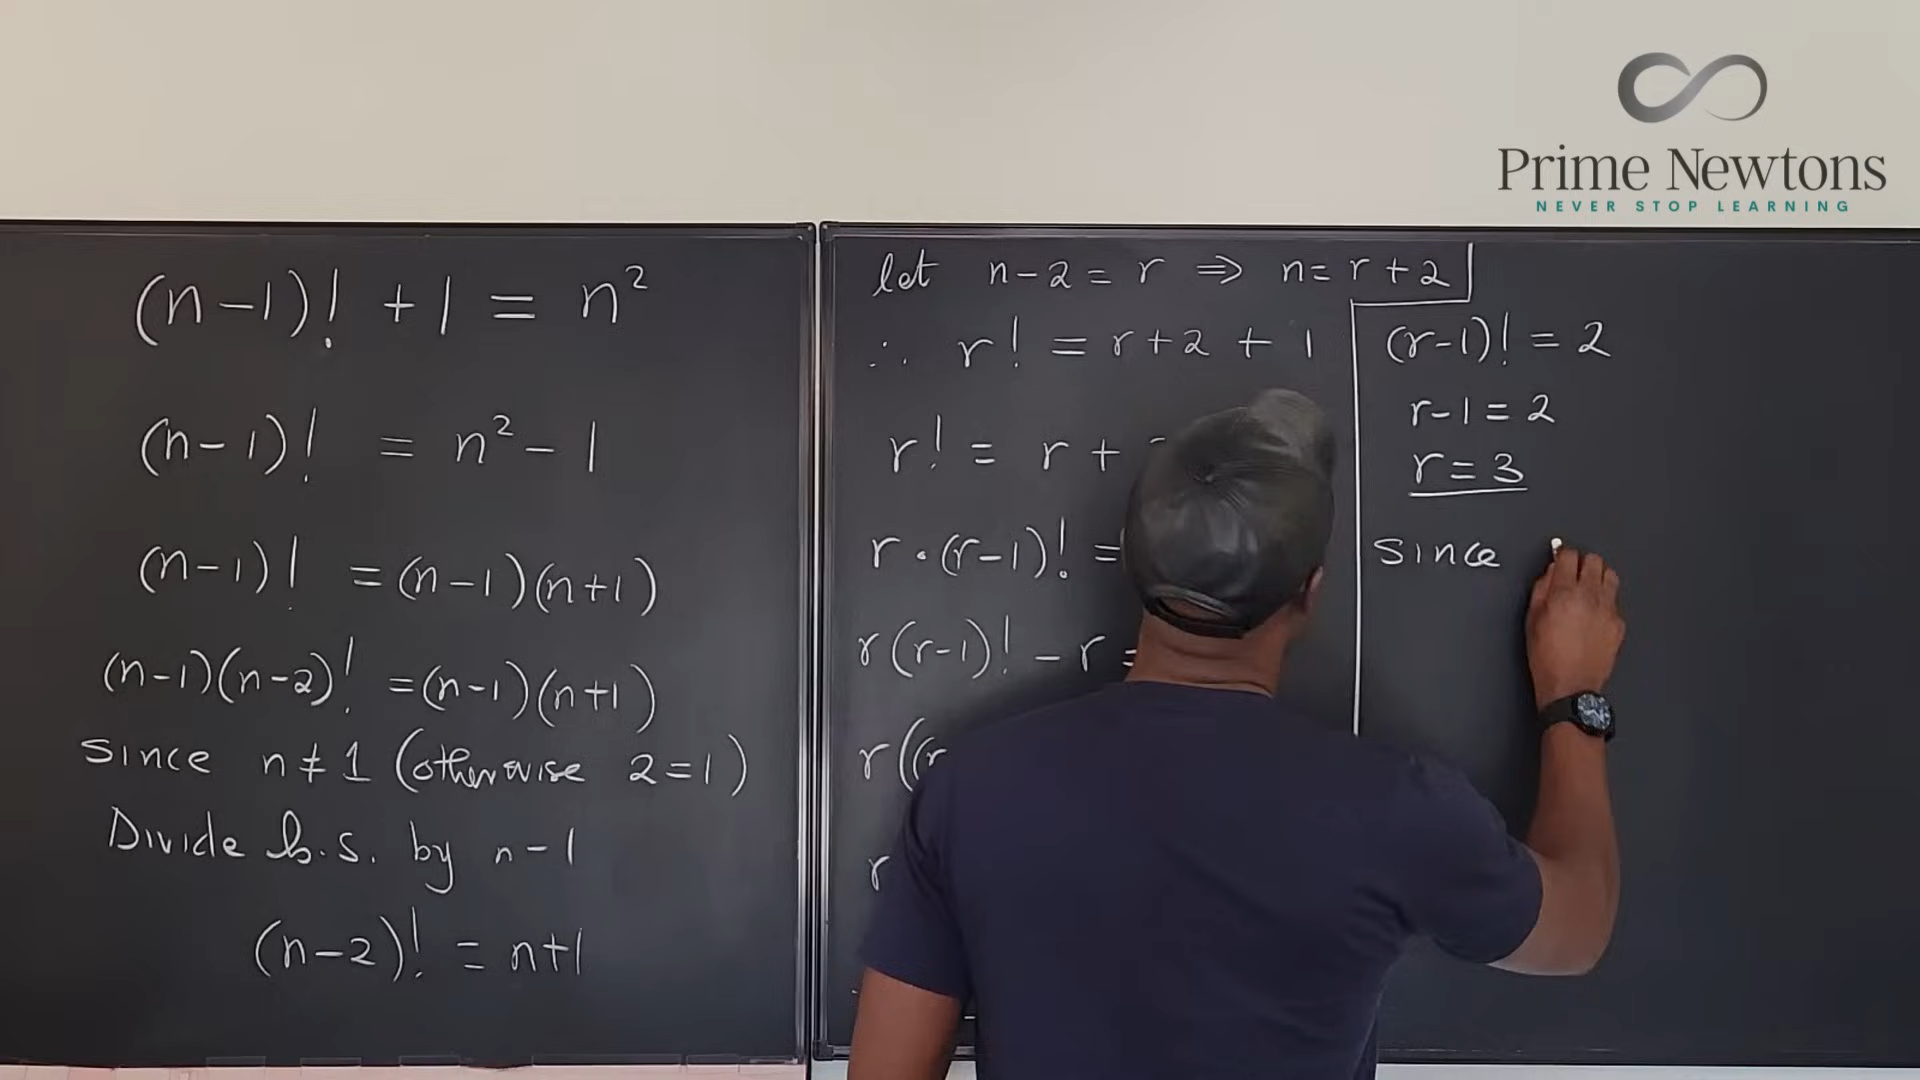 Prime Newtons
NEVER STOP LEARNING
(n-1)! + 1 = n²
(n-1)! = n² - 1
(n-1)! = (n-1)(n+1)
(n-1)(n-2)! = (n-1)(n+1)
Since n ≠ 1 (otherwise 2=1)
Divide b.s. by n-1
(n-2)! = n+1
let n-2 = r ⇒ n = r+2
∴ r! = r+2 + 1
r! = r +
r·(r-1)! =
r(r-1)! - r =
r((r
r
(r-1)! = 2
r-1 = 2
r = 3
Since